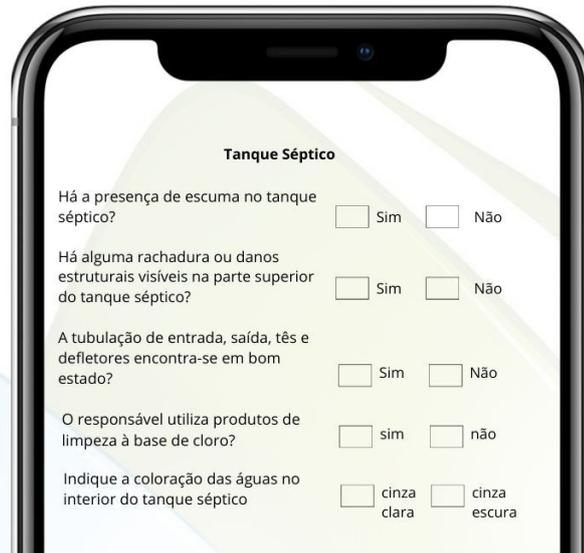 Tanque Séptico
Há a presença de escuma no tanque
séptico?
Sim Não
Há alguma rachadura ou danos
estruturais visíveis na parte superior
do tanque séptico?
Sim Não
A tubulação de entrada, saída, tês e
defletores encontra-se em bom
estado?
Sim Não
O responsável utiliza produtos de
limpeza à base de cloro?
sim não
Indique a coloração das águas no
interior do tanque séptico
cinza
clara
cinza
escura